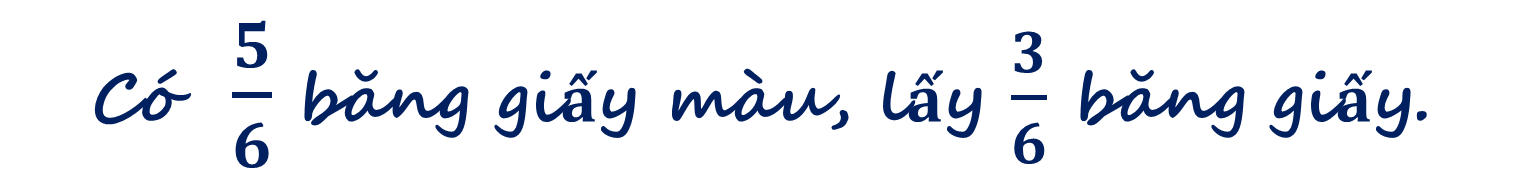 Có 5/6 băng giấy màu, lấy 3/6 băng giấy.